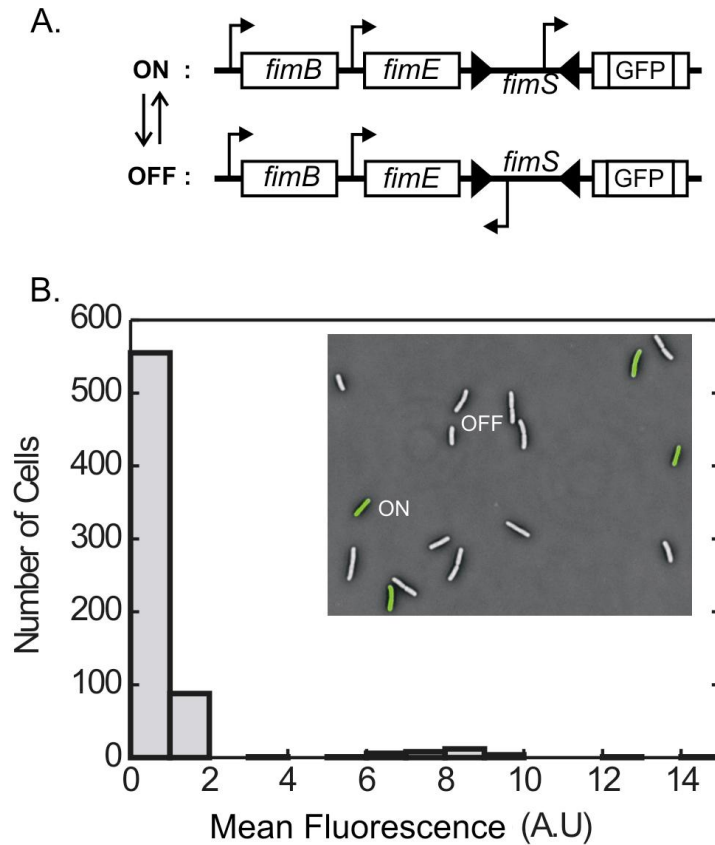 A.
ON :
fimB
fimE
fimS
GFP
OFF :
fimB
fimE
fimS
GFP
B.
600
500
400
300
200
100
0
Number of Cells
OFF
ON
0
2
4
6
8
10
12
14
Mean Fluorescence (A.U)